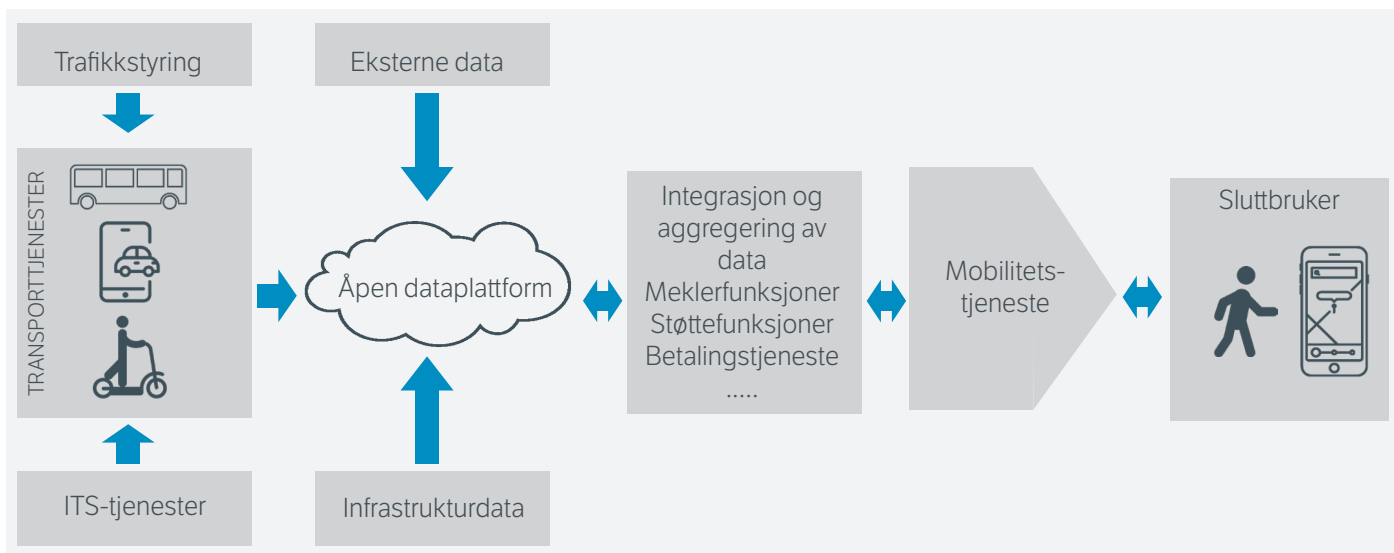 Trafikkstyring
Eksterne data
TRANSPORTTJENESTER
Åpen dataplattform
Integrasjon og
aggregering av
data
Meklerfunksjoner
Støttefunksjoner
Betalingstjeneste
.....
Mobilitets-
tjeneste
Sluttbruker
ITS-tjenester
Infrastrukturdata